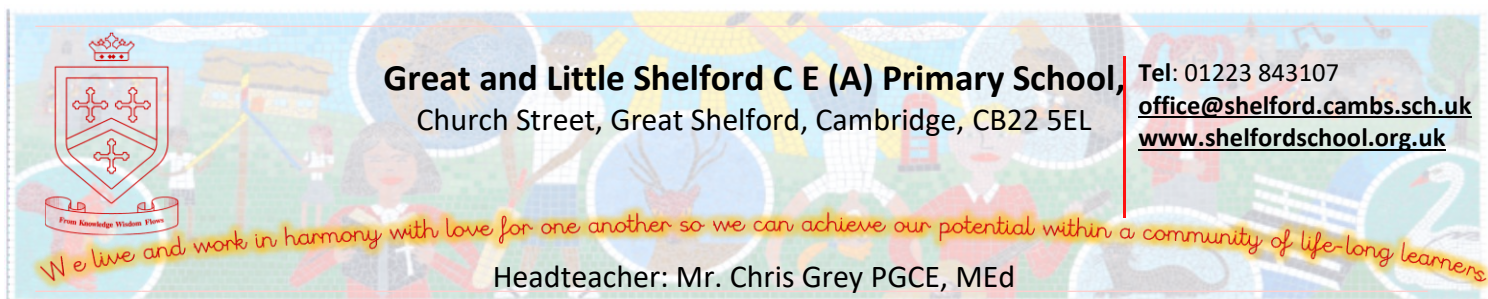 Great and Little Shelford C E (A) Primary School,
Church Street, Great Shelford, Cambridge, CB22 5EL
Tel: 01223 843107
office@shelford.cambs.sch.uk
www.shelfordschool.org.uk
From Knowledge Wisdom Flows
We live and work in harmony with love for one another so we can achieve our potential within a community of life-long learners
Headteacher: Mr. Chris Grey PGCE, MEd